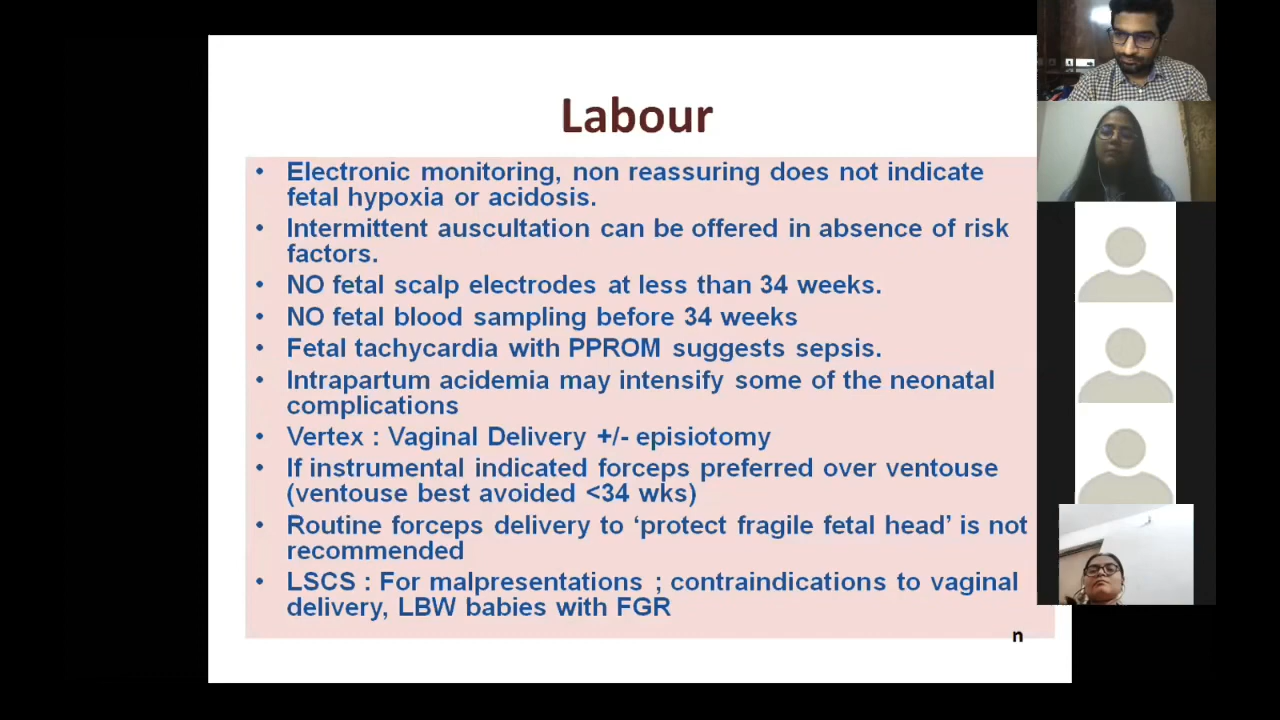 Labour
• Electronic monitoring, non reassuring does not indicate
fetal hypoxia or acidosis.
• Intermittent auscultation can be offered in absence of risk
factors.
• NO fetal scalp electrodes at less than 34 weeks.
• NO fetal blood sampling before 34 weeks
• Fetal tachycardia with PPROM suggests sepsis.
• Intrapartum acidemia may intensify some of the neonatal
complications
• Vertex : Vaginal Delivery +/- episiotomy
• If instrumental indicated forceps preferred over ventouse
(ventouse best avoided <34 wks)
• Routine forceps delivery to ‘protect fragile fetal head’ is not
recommended
• LSCS : For malpresentations ; contraindications to vaginal
delivery, LBW babies with FGR
n